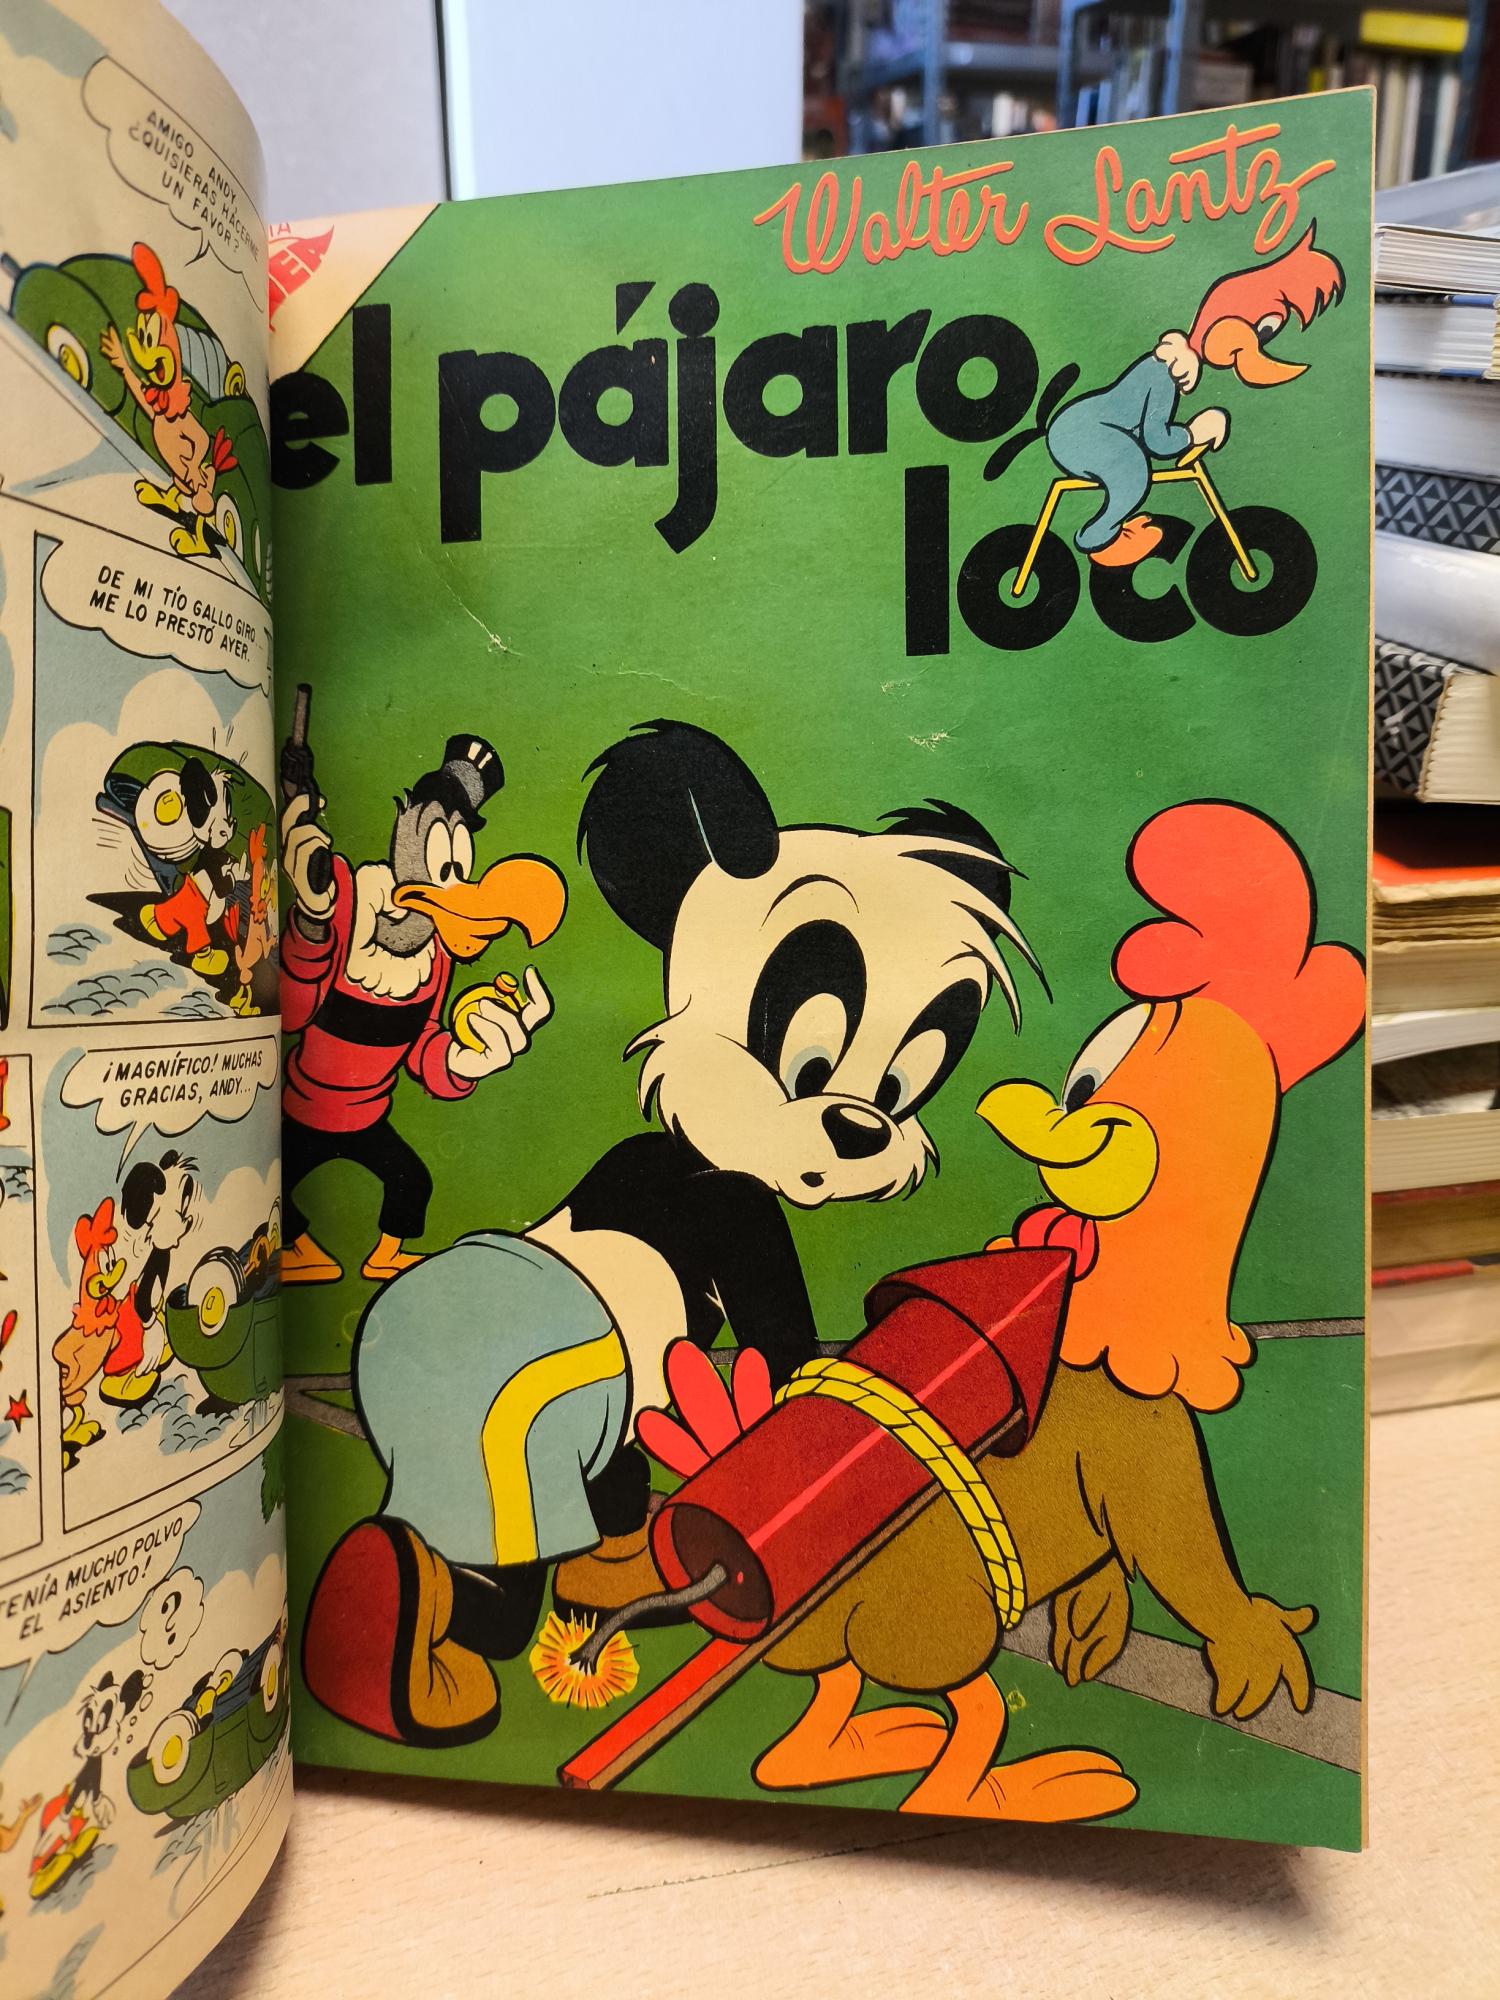 AMIGO ANDY,
¿QUISIERAS HACERME
UN FAVOR?
DE MI TÍO GALLO GIRO...
ME LO PRESTÓ AYER.
¡MAGNÍFICO! MUCHAS
GRACIAS, ANDY...
TENÍA MUCHO POLVO
EL ASIENTO!
?
Walter Lantz
el pájaro
loco